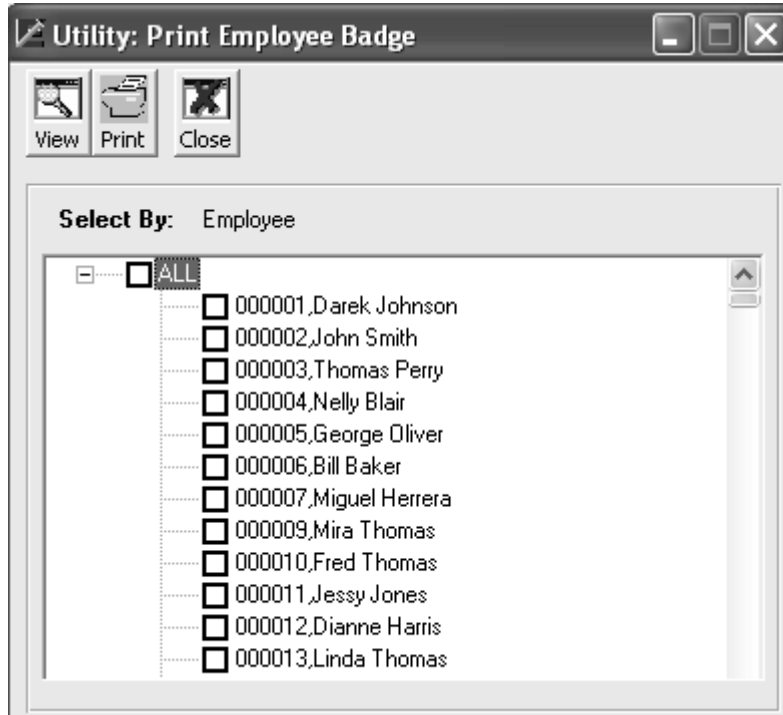 Utility: Print Employee Badge
View Print Close
Select By: Employee
ALL
000001,Darek Johnson
000002,John Smith
000003,Thomas Perry
000004,Nelly Blair
000005,George Oliver
000006,Bill Baker
000007,Miguel Herrera
000009,Mira Thomas
000010,Fred Thomas
000011,Jessy Jones
000012,Dianne Harris
000013,Linda Thomas